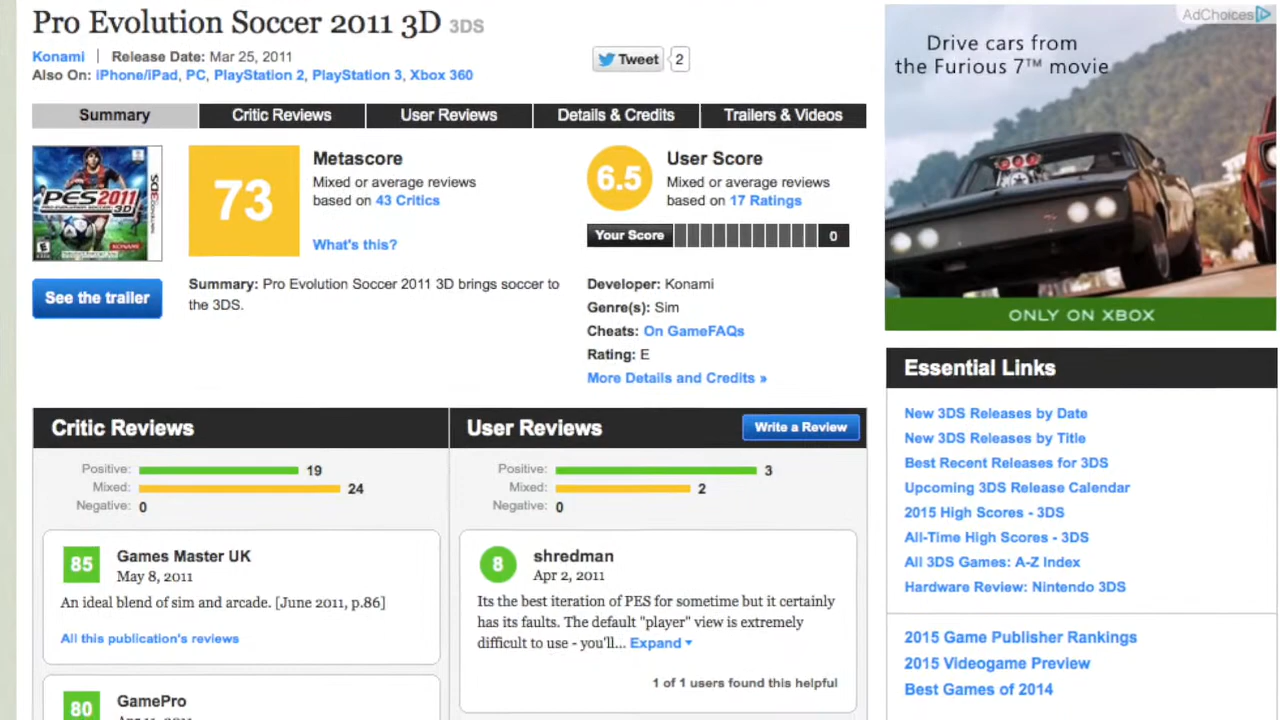 Pro Evolution Soccer 2011 3D 3DS
Konami | Release Date: Mar 25, 2011
Also On: iPhone/iPad, PC, PlayStation 2, PlayStation 3, Xbox 360
Tweet 2
Summary Critic Reviews User Reviews Details & Credits Trailers & Videos
PES2011 3D
PRO EVOLUTION SOCCER
KONAMI
3DS
See the trailer
73
Metascore
Mixed or average reviews
based on 43 Critics
What's this?
Summary: Pro Evolution Soccer 2011 3D brings soccer to
the 3DS.
6.5
User Score
Mixed or average reviews
based on 17 Ratings
Your Score 0
Developer: Konami
Genre(s): Sim
Cheats: On GameFAQs
Rating: E
More Details and Credits »
Critic Reviews
Positive: 19
Mixed: 24
Negative: 0
85
Games Master UK
May 8, 2011
An ideal blend of sim and arcade. [June 2011, p.86]
All this publication's reviews
80
GamePro
Apr 11, 2011
User Reviews
Write a Review
Positive: 3
Mixed: 2
Negative: 0
8
shredman
Apr 2, 2011
Its the best iteration of PES for sometime but it certainly
has its faults. The default "player" view is extremely
difficult to use - you'll... Expand
1 of 1 users found this helpful
AdChoices
Drive cars from
the Furious 7™ movie
ONLY ON XBOX
Essential Links
New 3DS Releases by Date
New 3DS Releases by Title
Best Recent Releases for 3DS
Upcoming 3DS Release Calendar
2015 High Scores - 3DS
All-Time High Scores - 3DS
All 3DS Games: A-Z Index
Hardware Review: Nintendo 3DS
2015 Game Publisher Rankings
2015 Videogame Preview
Best Games of 2014